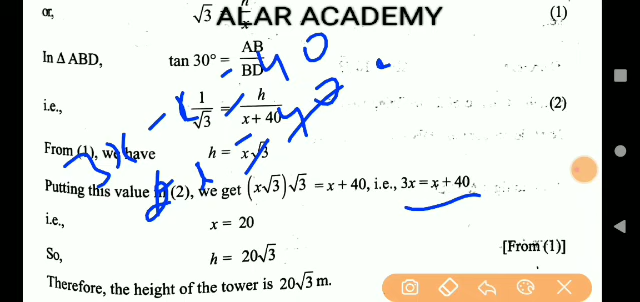 ALAR ACADEMY
or, √3 = h/x (1)
In Δ ABD, tan 30° = AB/BD
i.e., 1/√3 = h/(x + 40) (2)
From (1), we have h = x√3
Putting this value in (2), we get (x√3)√3 = x + 40, i.e., 3x = x + 40
i.e., x = 20
So, h = 20√3 [From (1)]
Therefore, the height of the tower is 20√3 m.
3x - x = 40